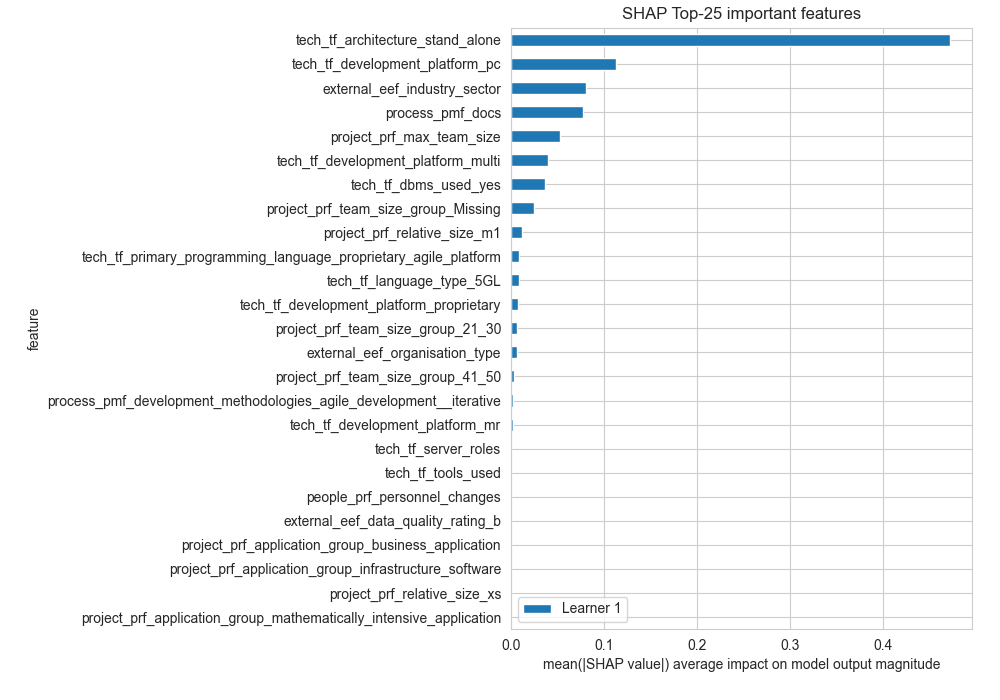 SHAP Top-25 important features
tech_tf_architecture_stand_alone
tech_tf_development_platform_pc
external_eef_industry_sector
process_pmf_docs
project_prf_max_team_size
tech_tf_development_platform_multi
tech_tf_dbms_used_yes
project_prf_team_size_group_Missing
project_prf_relative_size_m1
tech_tf_primary_programming_language_proprietary_agile_platform
tech_tf_language_type_5GL
tech_tf_development_platform_proprietary
project_prf_team_size_group_21_30
external_eef_organisation_type
project_prf_team_size_group_41_50
process_pmf_development_methodologies_agile_development__iterative
tech_tf_development_platform_mr
tech_tf_server_roles
tech_tf_tools_used
people_prf_personnel_changes
external_eef_data_quality_rating_b
project_prf_application_group_business_application
project_prf_application_group_infrastructure_software
project_prf_relative_size_xs
project_prf_application_group_mathematically_intensive_application
feature
Learner 1
0.0 0.1 0.2 0.3 0.4
mean(|SHAP value|) average impact on model output magnitude